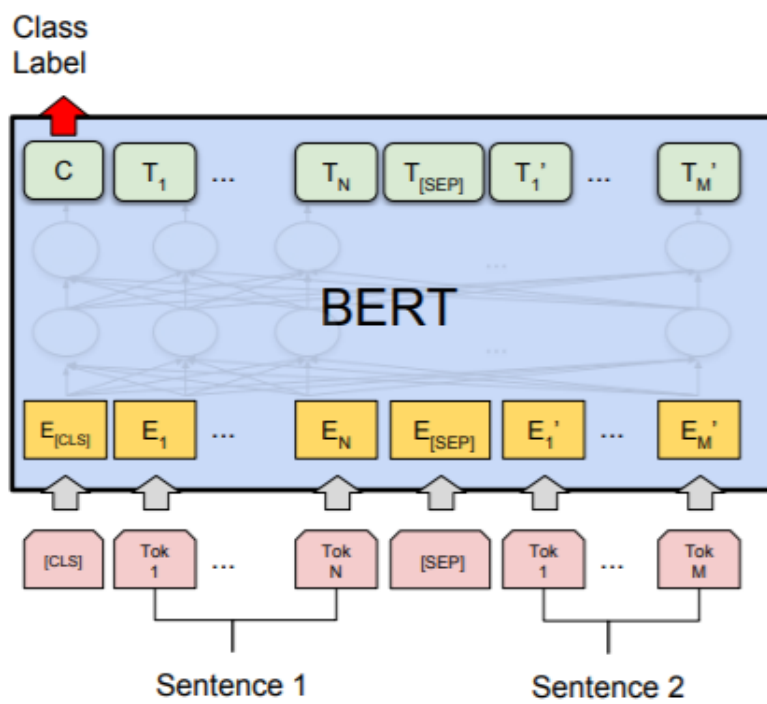 Class
Label
C T1 ... TN T[SEP] T1' ... TM'
...
BERT
...
E[CLS] E1 ... EN E[SEP] E1' ... EM'
[CLS] Tok 1 ... Tok N [SEP] Tok 1 ... Tok M
Sentence 1 Sentence 2